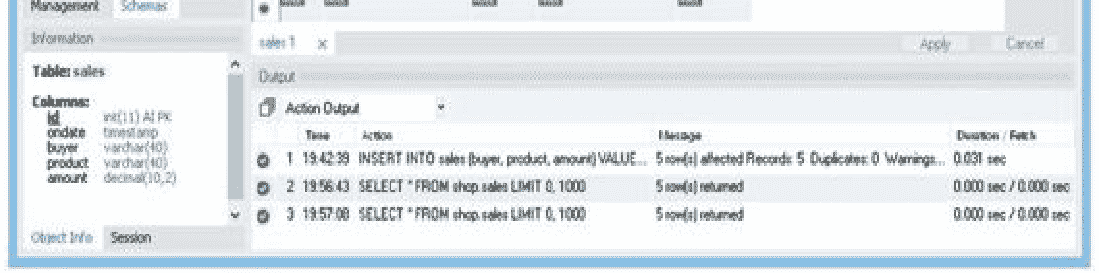 Management Schemas
Information
Table: sales
Columns:
id int(11) AI PK
ondate timestamp
buyer varchar(40)
product varchar(40)
amount decimal(10,2)
Object Info Session
sales 1 x
Apply Cancel
Output
Action Output
Time Action Message Duration / Fetch
1 19:42:39 INSERT INTO sales (buyer, product, amount) VALUE... 5 row(s) affected Records: 5 Duplicates: 0 Warnings... 0.031 sec
2 19:56:43 SELECT * FROM shop.sales LIMIT 0, 1000 5 row(s) returned 0.000 sec / 0.000 sec
3 19:57:08 SELECT * FROM shop.sales LIMIT 0, 1000 5 row(s) returned 0.000 sec / 0.000 sec